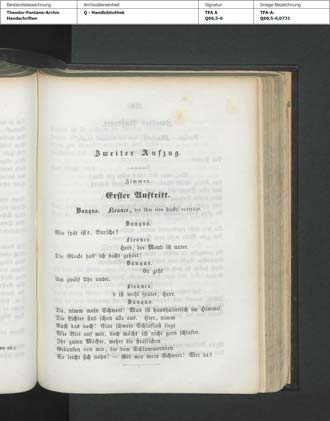 Bestandsbezeichnung
Archivalieneinheit
Signatur
Image-Bezeichnung
Theodor-Fontane-Archiv
Handschriften
Q - Handbibliothek
TFA A
Q66,5-6
TFA-A-
Q66,5-6,0731
Zweiter Aufzug.
Zimmer.
Erster Auftritt.
Banquo. Fleance, der ihm eine Fackel vorträgt.
Banquo.
Wie spät ist's, Bursche?
Fleance.
Herr, der Mond ist unter.
Die Glocke hab' ich nicht gehört!
Banquo.
Er geht
Um zwölf Uhr unter.
Fleance.
's ist wohl später, Herr.
Banquo.
Da, nimm mein Schwert! Man ist haushälterisch im Himmel.
Die Lichter sind schon alle aus. Hier, nimm
Auch das noch! Eine schwere Schlaflust liegt
Wie Blei auf mir, doch möcht ich nicht gern schlafen.
Ihr guten Mächte, wehret die sträflichen
Gedanken von mir, die dem Schlummernden
So leicht sich nahn! — Gib mir mein Schwert! Wer da?